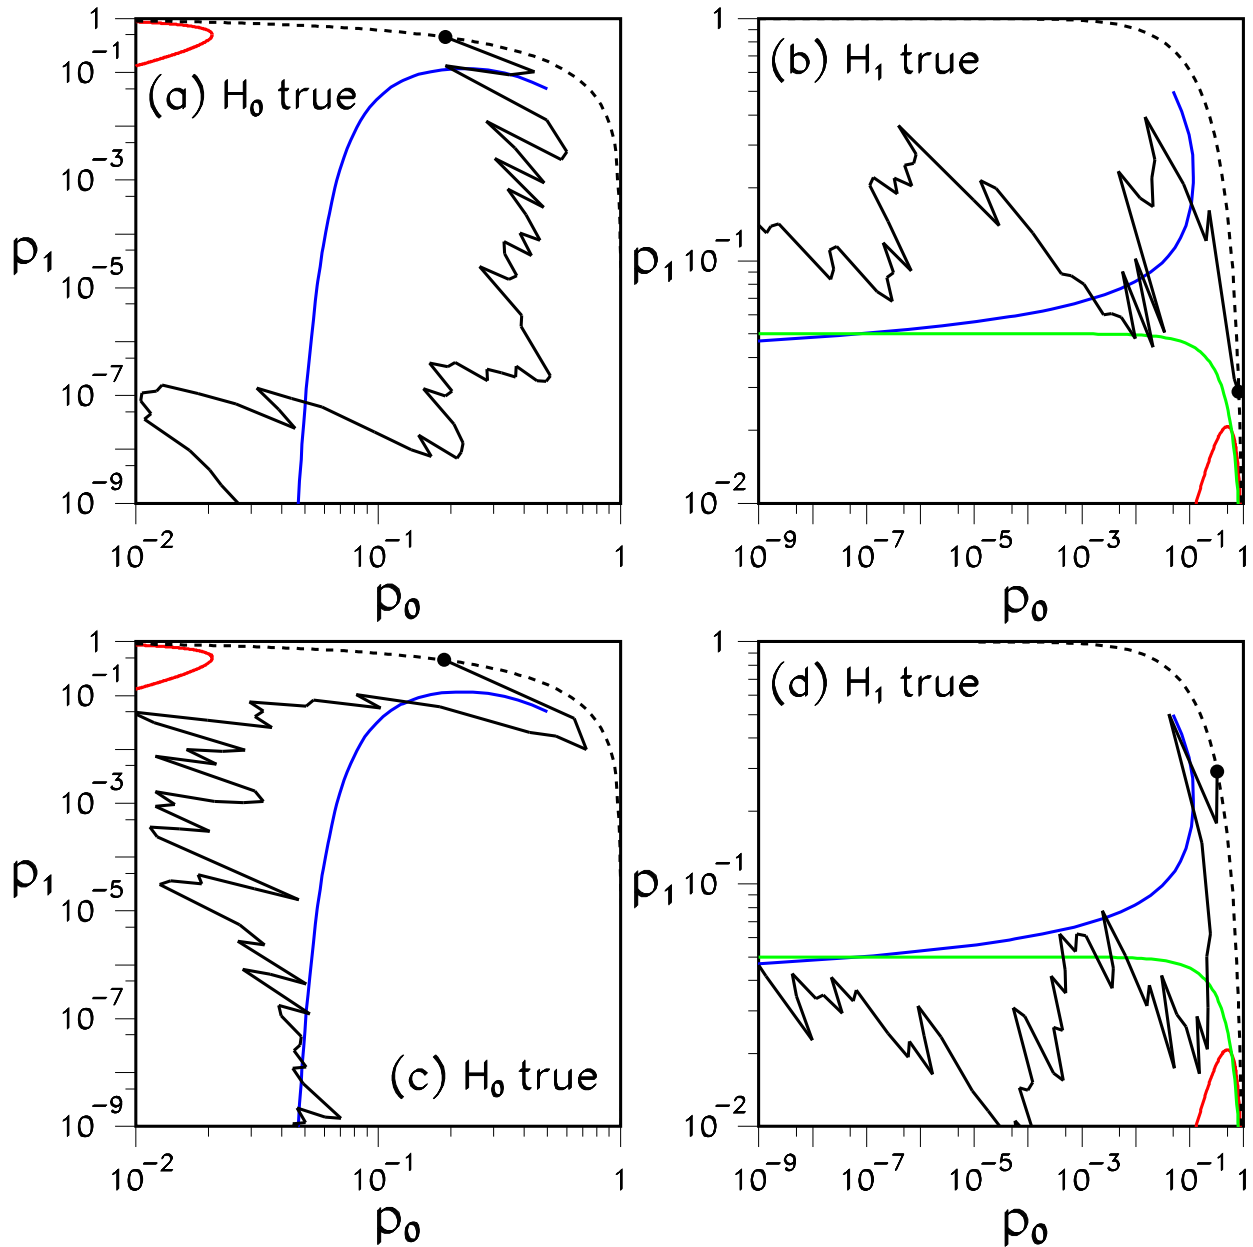 1
10⁻¹
10⁻³
10⁻⁵
10⁻⁷
10⁻⁹
p₁
(a) H₀ true
10⁻² 10⁻¹ 1
p₀
1
10⁻¹
10⁻²
p₁
(b) H₁ true
10⁻⁹ 10⁻⁷ 10⁻⁵ 10⁻³ 10⁻¹ 1
p₀
1
10⁻¹
10⁻³
10⁻⁵
10⁻⁷
10⁻⁹
p₁
(c) H₀ true
10⁻² 10⁻¹ 1
p₀
1
10⁻¹
10⁻²
p₁
(d) H₁ true
10⁻⁹ 10⁻⁷ 10⁻⁵ 10⁻³ 10⁻¹ 1
p₀